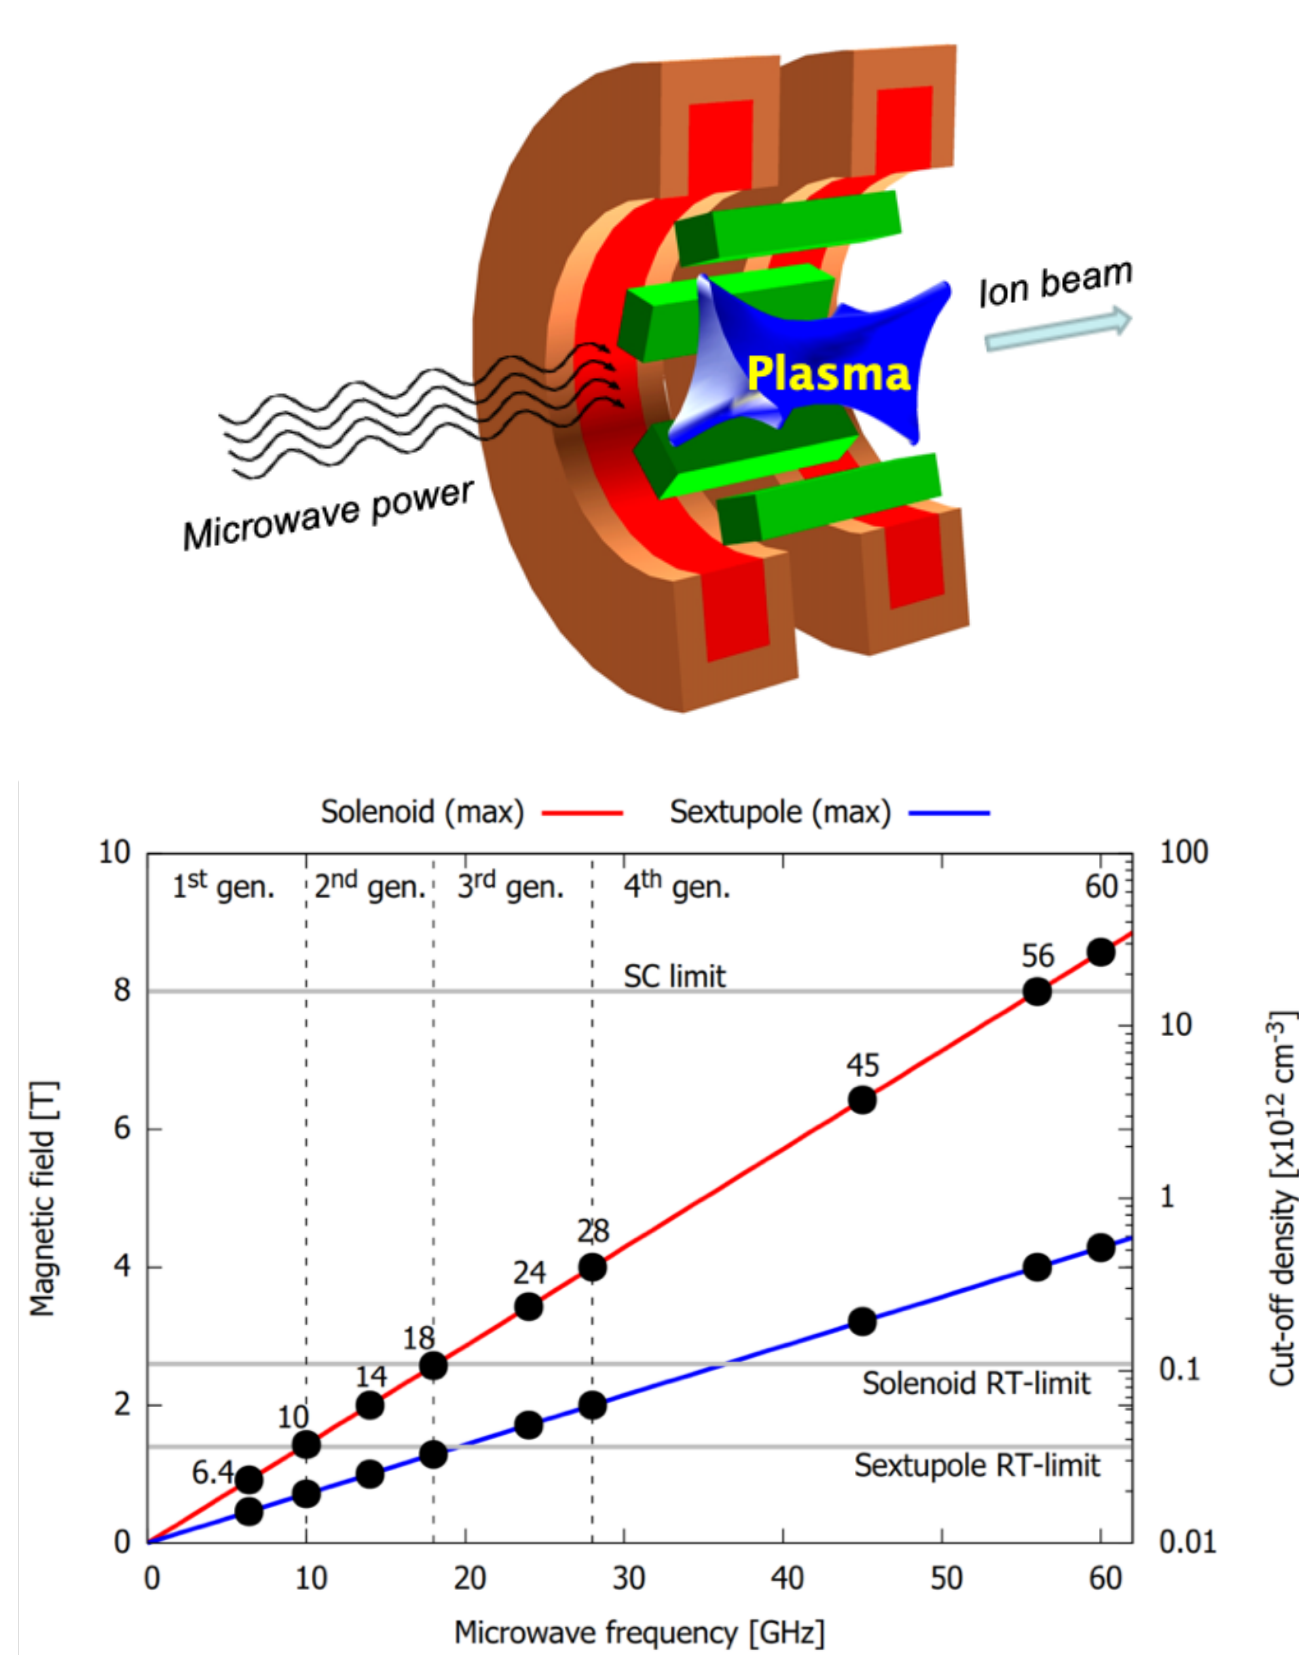 Ion beam
Plasma
Microwave power
Solenoid (max) Sextupole (max)
10 100
1st gen. 2nd gen. 3rd gen. 4th gen. 60
56
SC limit
8
10
45
6
1
28
4 24
18
Solenoid RT-limit 0.1
14
2
10
Sextupole RT-limit
6.4
0 0.01
0 10 20 30 40 50 60
Microwave frequency [GHz]
Magnetic field [T]
Cut-off density [x10¹² cm⁻³]